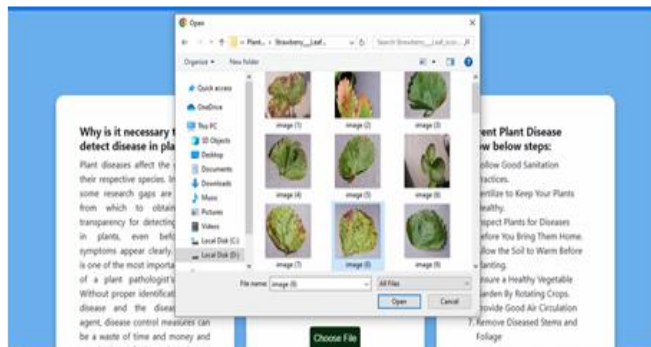 Open
Plant... > Strawberry___Leaf...
Search Strawberry___Leaf_scor...
Organize
New folder
Quick access
OneDrive
This PC
3D Objects
Desktop
Documents
Downloads
Music
Pictures
Videos
Local Disk (C:)
Local Disk (D:)
image (1)
image (2)
image (3)
image (4)
image (5)
image (6)
image (7)
image (8)
image (9)
File name:
All Files
Open
Cancel
Why is it necessary
detect disease in pla
Plant diseases affect the
their respective species. In
some research gaps are
from which to obtain
transparency for detecting
in plants, even bef
symptoms appear clearly.
is one of the most importa
of a plant pathologist's
Without proper identificat
disease and the diseas
agent, disease control measures can
be a waste of time and money and
Choose File
ent Plant Disease
ow below steps:
ollow Good Sanitation
ractices.
ertilize to Keep Your Plants
ealthy.
spect Plants for Diseases
efore You Bring Them Home.
llow the Soil to Warm Before
lanting.
nsure a Healthy Vegetable
arden By Rotating Crops.
rovide Good Air Circulation
7. Remove Diseased Stems and
Foliage